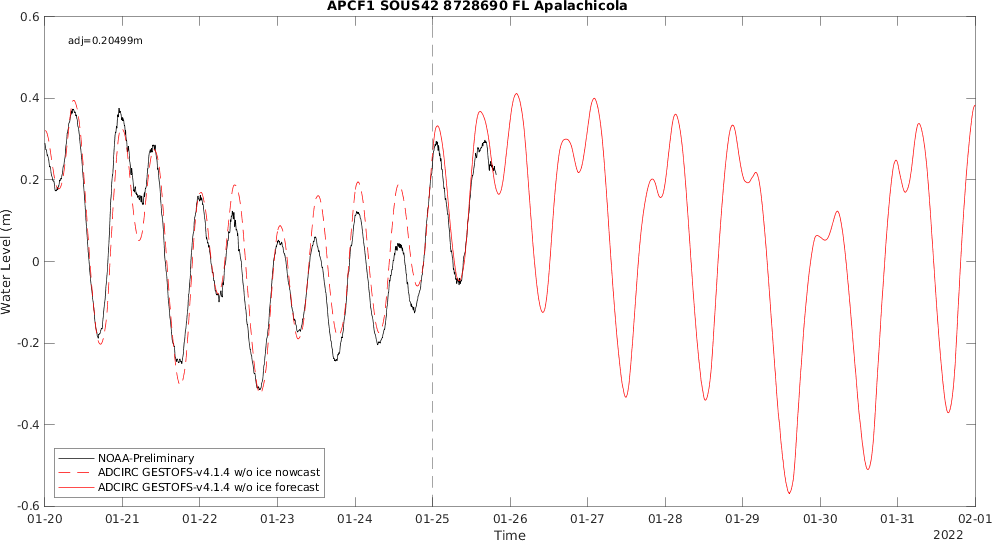 APCF1 SOUS42 8728690 FL Apalachicola
adj=0.20499m
0.6
0.4
0.2
0
-0.2
-0.4
-0.6
Water Level (m)
NOAA-Preliminary
ADCIRC GESTOFS-v4.1.4 w/o ice nowcast
ADCIRC GESTOFS-v4.1.4 w/o ice forecast
01-20 01-21 01-22 01-23 01-24 01-25 01-26 01-27 01-28 01-29 01-30 01-31 02-01
Time
2022